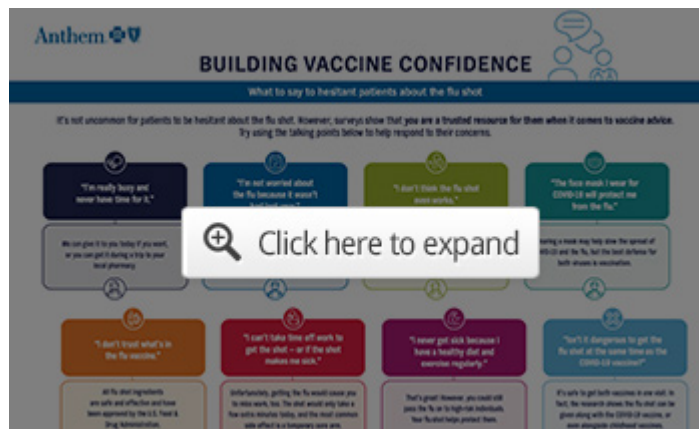 Anthem
BUILDING VACCINE CONFIDENCE
What to say to hesitant patients about the flu shot
It's not uncommon for patients to be hesitant about the flu shot. However, surveys show that you are a trusted resource for them when it comes to vaccine advice.
Try using the talking points below to help respond to their concerns.
"I'm really busy and
never have time for it."
"I'm not worried about
the flu because it wasn't
"I don't think the flu shot
even works."
"The face mask I wear for
COVID-19 will protect me
from the flu."
We can give it to you today if you want,
or you can get it during a trip to your
local pharmacy.
Click here to expand
a mask may help slow the spread of
and the flu, but the best defense for
both viruses is vaccination.
"I don't trust what's in
the flu vaccine."
"I can't take time off work to
get the shot – or if the shot
makes me sick."
"I never get sick because I
have a healthy diet and
exercise regularly."
"Isn't it dangerous to get the
flu shot at the same time as the
COVID-19 vaccine?"
All flu shot ingredients
are safe and effective and have
been approved by the U.S. Food &
Drug Administration.
Unfortunately, getting the flu would cause you
to miss work, too. The shot would only take a
few extra minutes today, and the most common
side effect is a temporary sore arm.
That's great! However, you could still
pass the flu on to high-risk individuals.
Your flu shot helps protect them.
It's safe to get both vaccines in one visit. In
fact, the research shows the flu shot can be
given along with the COVID-19 vaccine, or
even alongside childhood vaccines.